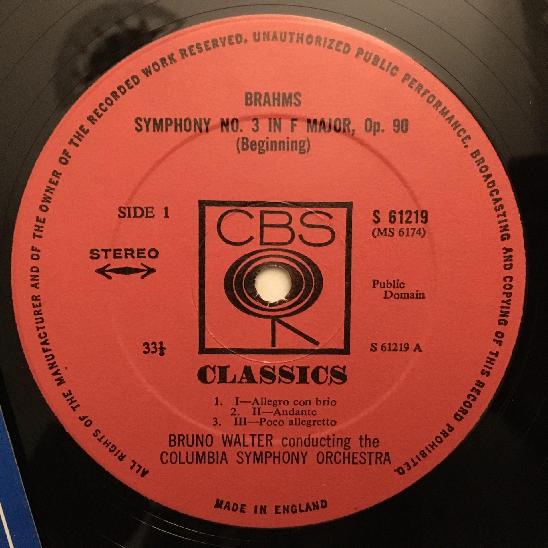 ALL RIGHTS OF THE MANUFACTURER AND OF THE OWNER OF THE RECORDED WORK RESERVED. UNAUTHORIZED PUBLIC PERFORMANCE, BROADCASTING AND COPYING OF THIS RECORD PROHIBITED.
BRAHMS
SYMPHONY NO. 3 IN F MAJOR, Op. 90
(Beginning)
SIDE 1
S 61219
(MS 6174)
STEREO
CBS
Public
Domain
33⅓
S 61219 A
CLASSICS
1. I—Allegro con brio
2. II—Andante
3. III—Poco allegretto
BRUNO WALTER conducting the
COLUMBIA SYMPHONY ORCHESTRA
MADE IN ENGLAND